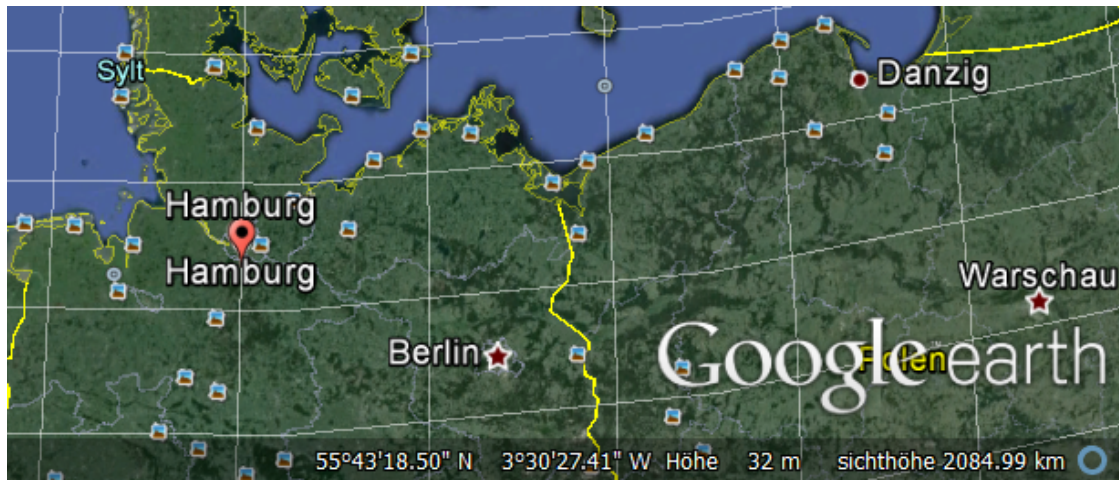 Sylt
Danzig
Hamburg
Hamburg
Warschau
Berlin
Polen
Google earth
55°43'18.50" N 3°30'27.41" W Höhe 32 m sichthöhe 2084.99 km